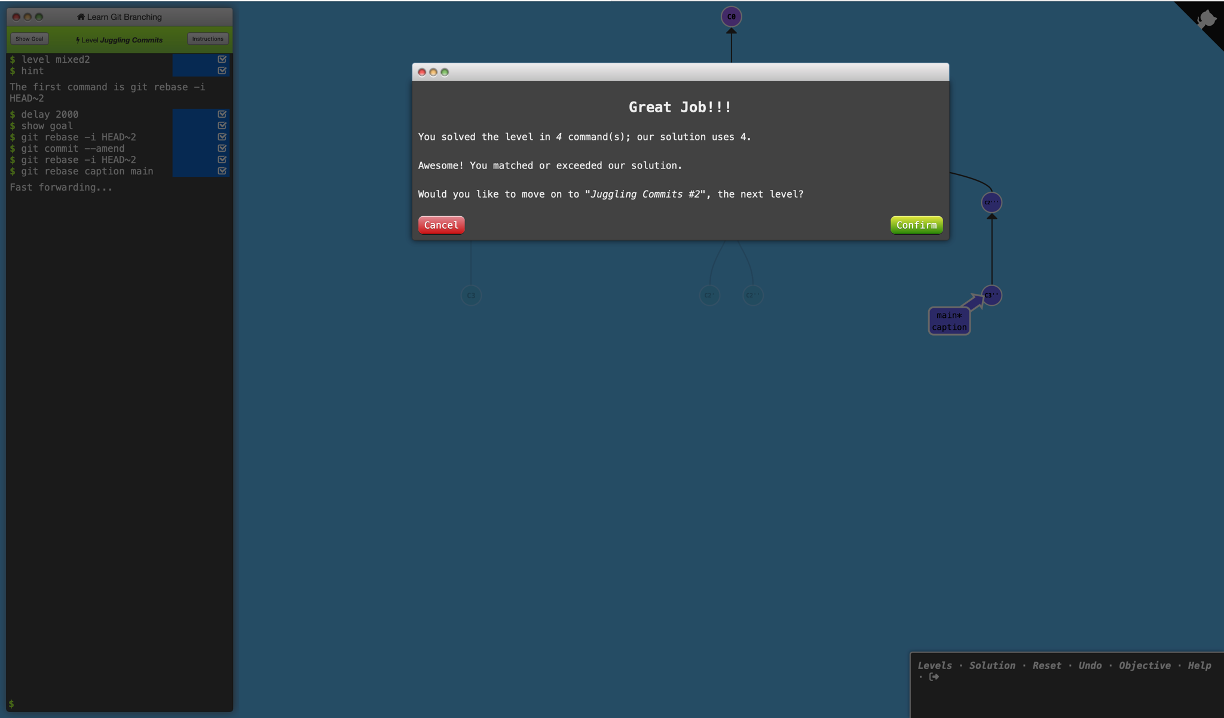 Learn Git Branching
Show Goal
Level Juggling Commits
Instructions
$ level mixed2
$ hint
The first command is git rebase -i
HEAD~2
$ delay 2000
$ show goal
$ git rebase -i HEAD~2
$ git commit --amend
$ git rebase -i HEAD~2
$ git rebase caption main
Fast forwarding...
$
C0
Great Job!!!
You solved the level in 4 command(s); our solution uses 4.
Awesome! You matched or exceeded our solution.
Would you like to move on to "Juggling Commits #2", the next level?
Cancel
Confirm
main*
caption
Levels · Solution · Reset · Undo · Objective · Help
·